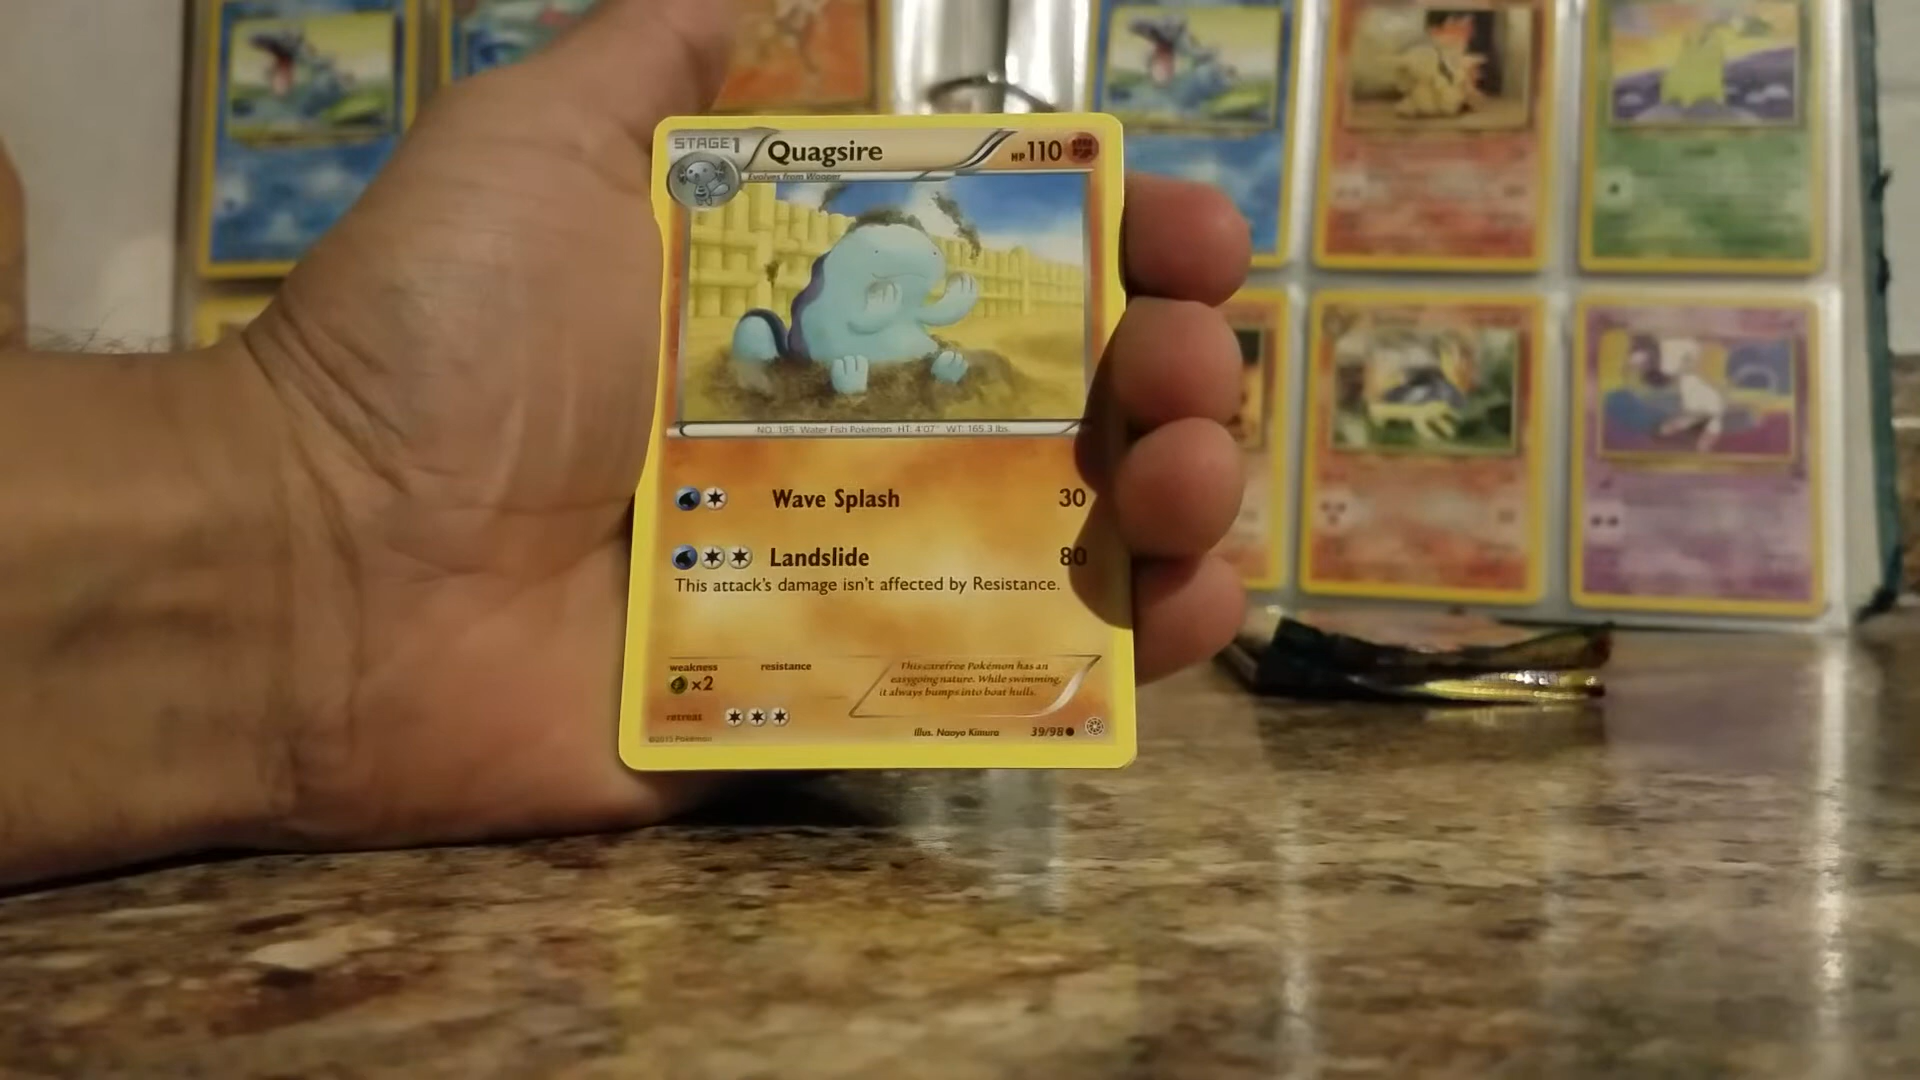 STAGE1
Quagsire
HP110
Evolves from Wooper
NO. 195 Water Fish Pokémon HT: 4'07" WT: 165.3 lbs.
Wave Splash 30
Landslide 80
This attack's damage isn't affected by Resistance.
weakness
resistance
×2
This carefree Pokémon has an
easygoing nature. While swimming,
it always bumps into boat hulls.
retreat
©2015 Pokémon
Illus. Naoyo Kimura
39/98